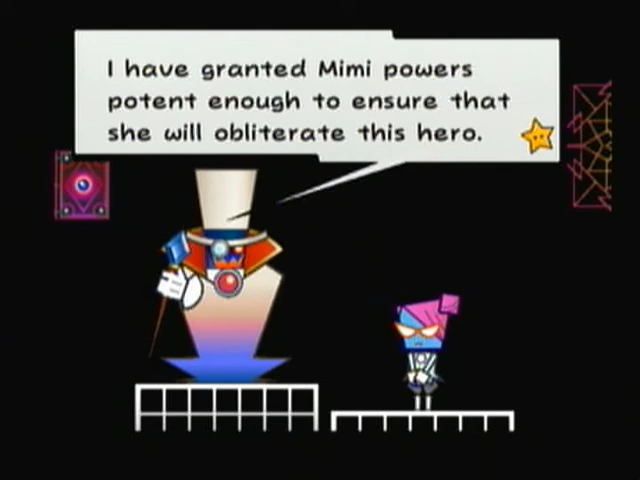 I have granted Mimi powers
potent enough to ensure that
she will obliterate this hero.